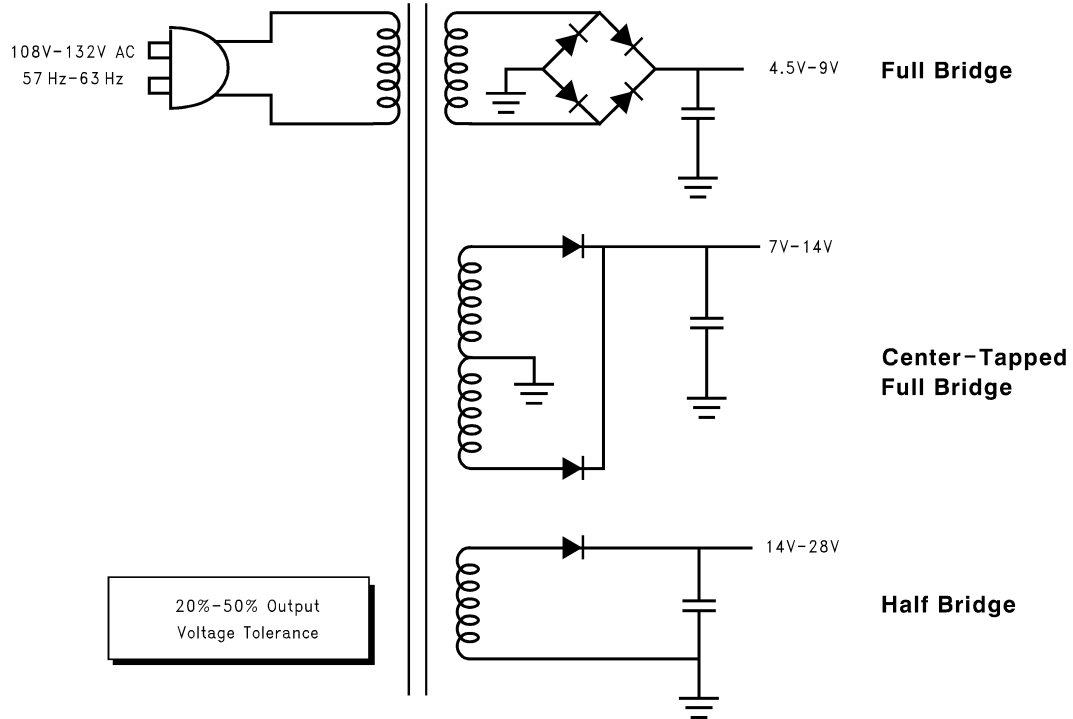 108V-132V AC
57 Hz-63 Hz
4.5V-9V
Full Bridge
7V-14V
Center-Tapped
Full Bridge
14V-28V
Half Bridge
20%-50% Output
Voltage Tolerance